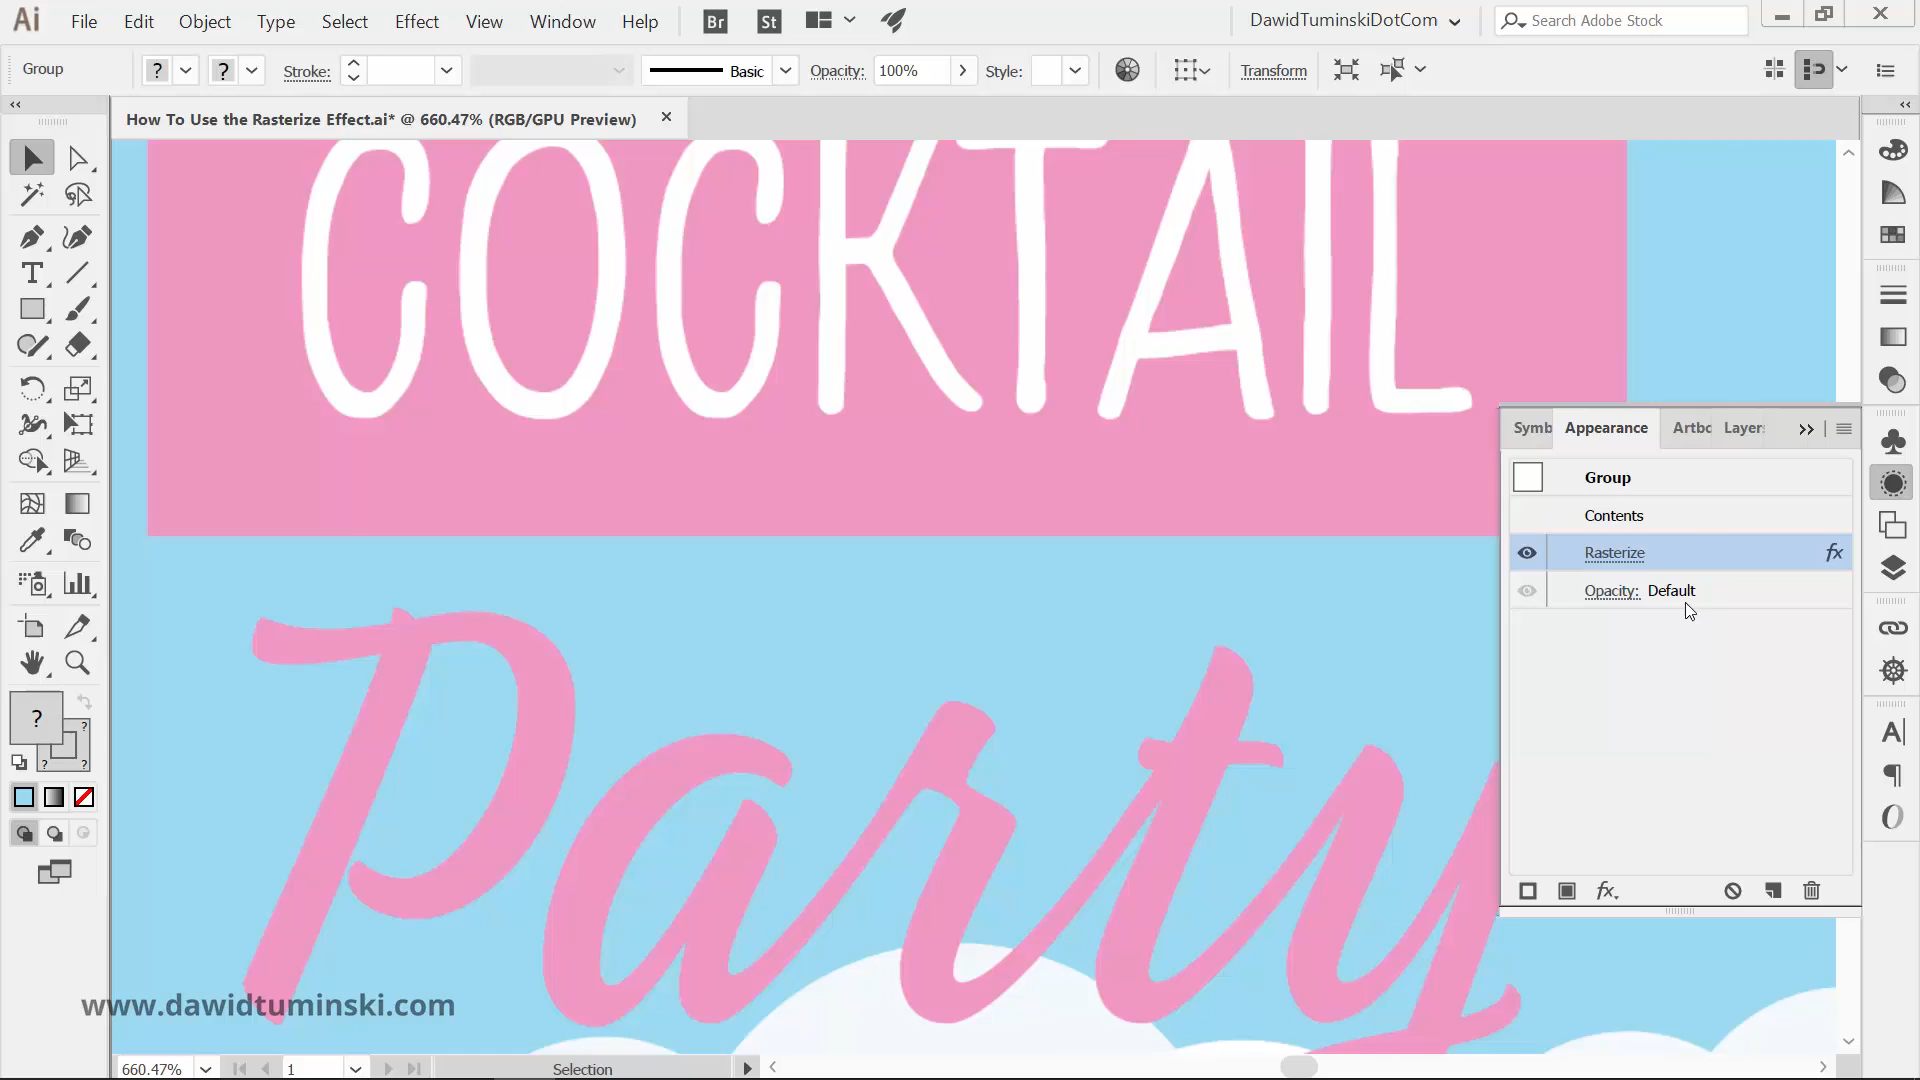 Ai File Edit Object Type Select Effect View Window Help Br St DawidTuminskiDotCom Search Adobe Stock
Group ? ? Stroke: Basic Opacity: 100% Style: Transform
How To Use the Rasterize Effect.ai* @ 660.47% (RGB/GPU Preview)
COCKTAIL
Symb Appearance Artbo Layer
Group
Contents
Rasterize fx
Opacity: Default
fx
Party
?
?
?
?
www.dawidtuminski.com
660.47% 1 Selection